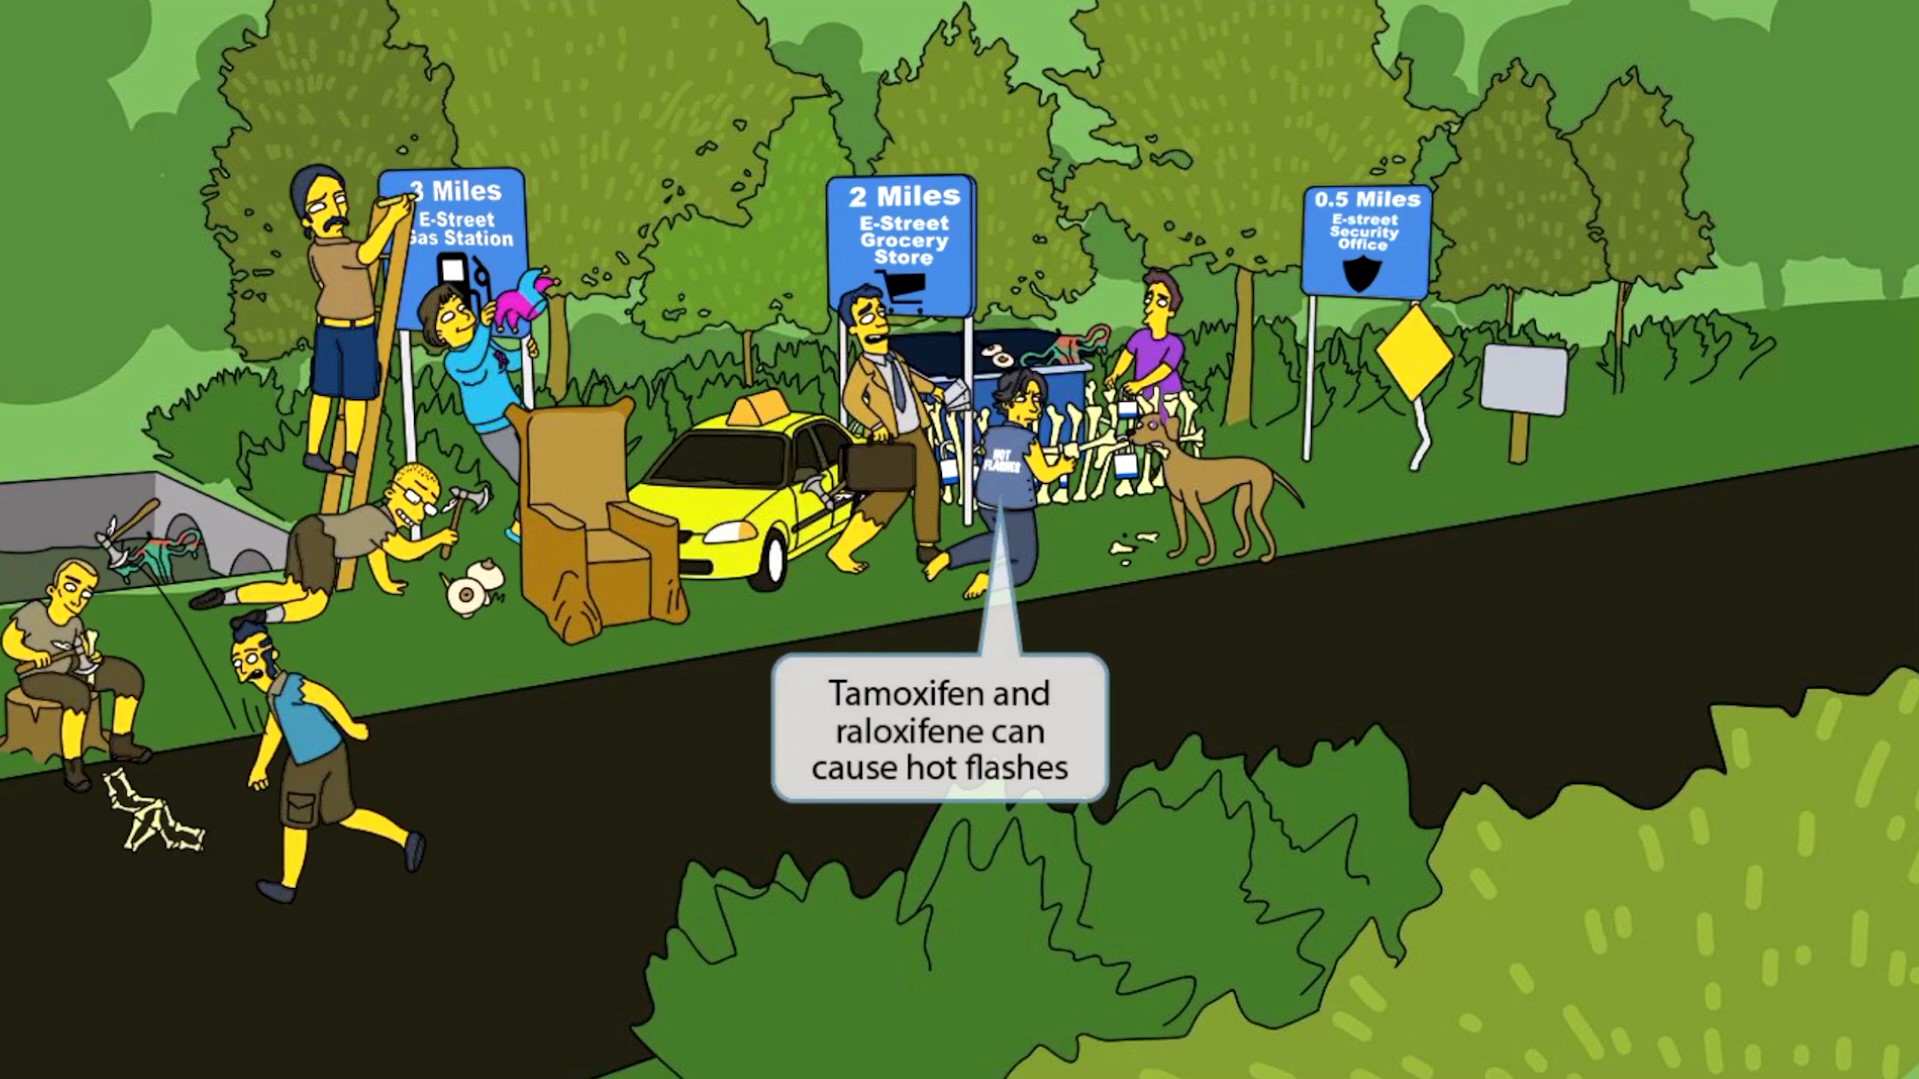 3 Miles
E-Street
Gas Station
2 Miles
E-Street
Grocery
Store
0.5 Miles
E-street
Security
Office
HOT
FLASHES
Tamoxifen and
raloxifene can
cause hot flashes